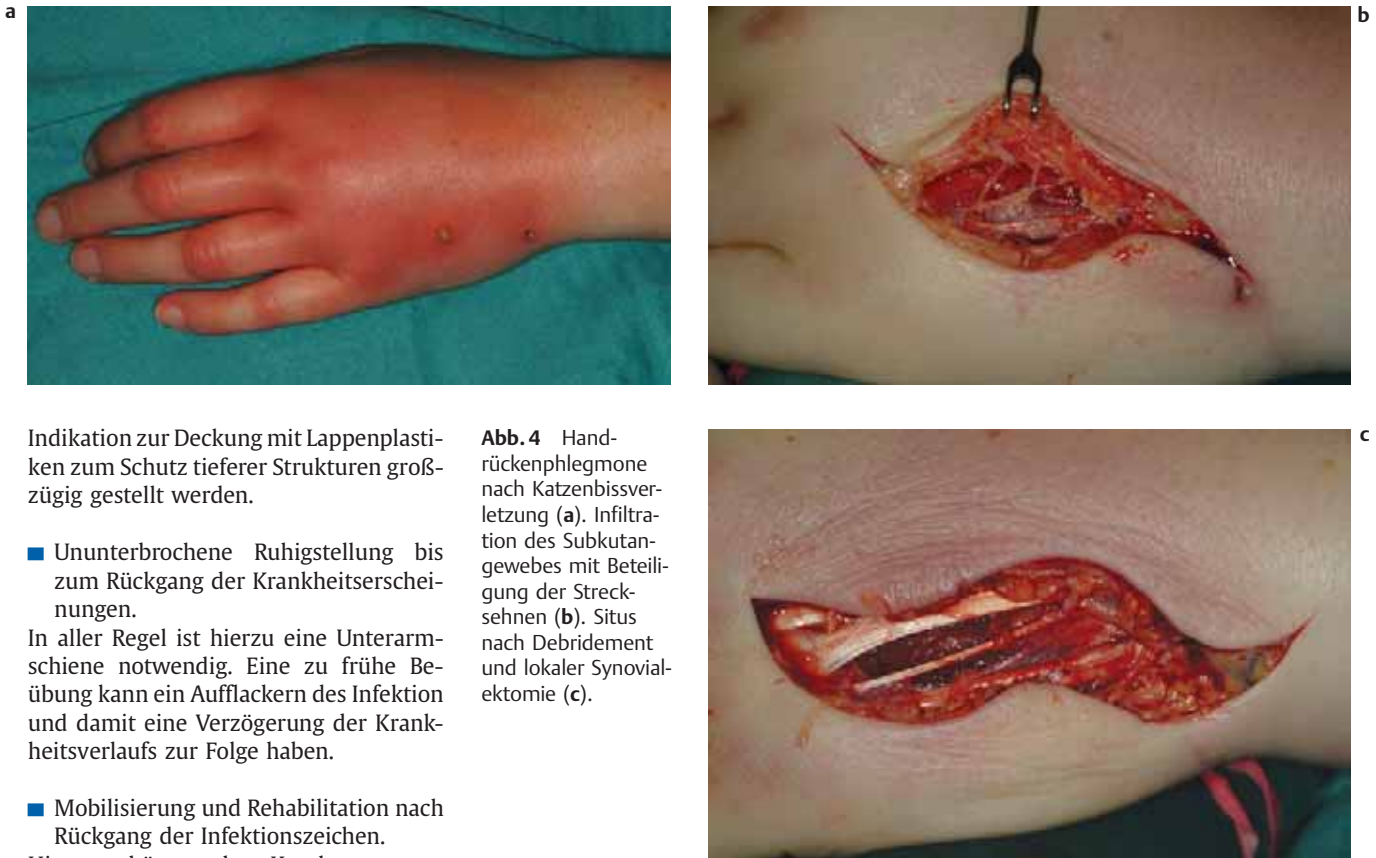 a
b
Indikation zur Deckung mit Lappenplasti-
ken zum Schutz tieferer Strukturen groß-
zügig gestellt werden.
Ununterbrochene Ruhigstellung bis
zum Rückgang der Krankheitserschei-
nungen.
In aller Regel ist hierzu eine Unterarm-
schiene notwendig. Eine zu frühe Be-
übung kann ein Aufflackern des Infektion
und damit eine Verzögerung der Krank-
heitsverlaufs zur Folge haben.
Mobilisierung und Rehabilitation nach
Rückgang der Infektionszeichen.
Abb. 4 Hand-
rückenphlegmone
nach Katzenbissver-
letzung (a). Infiltra-
tion des Subkutan-
gewebes mit Beteili-
gung der Streck-
sehnen (b). Situs
nach Debridement
und lokaler Synovial-
ektomie (c).
c